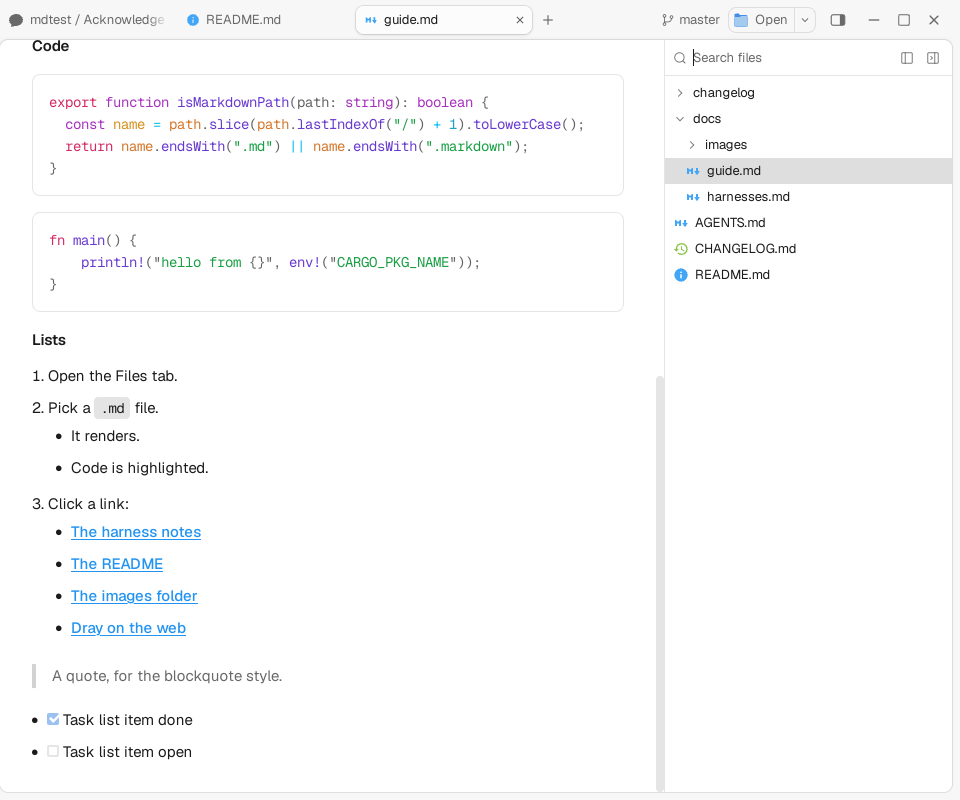 mdtest / Acknowledge
README.md
guide.md
master
Open
Code
export function isMarkdownPath(path: string): boolean {
  const name = path.slice(path.lastIndexOf("/") + 1).toLowerCase();
  return name.endsWith(".md") || name.endsWith(".markdown");
}
fn main() {
    println!("hello from {}", env!("CARGO_PKG_NAME"));
}
Lists
1. Open the Files tab.
2. Pick a .md file.
• It renders.
• Code is highlighted.
3. Click a link:
• The harness notes
• The README
• The images folder
• Dray on the web
A quote, for the blockquote style.
• Task list item done
• Task list item open
Search files
changelog
docs
images
guide.md
harnesses.md
AGENTS.md
CHANGELOG.md
README.md